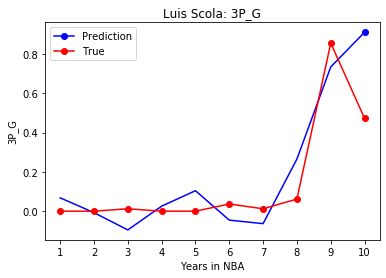 Luis Scola: 3P_G
Prediction
True
3P_G
0.8
0.6
0.4
0.2
0.0
1 2 3 4 5 6 7 8 9 10
Years in NBA